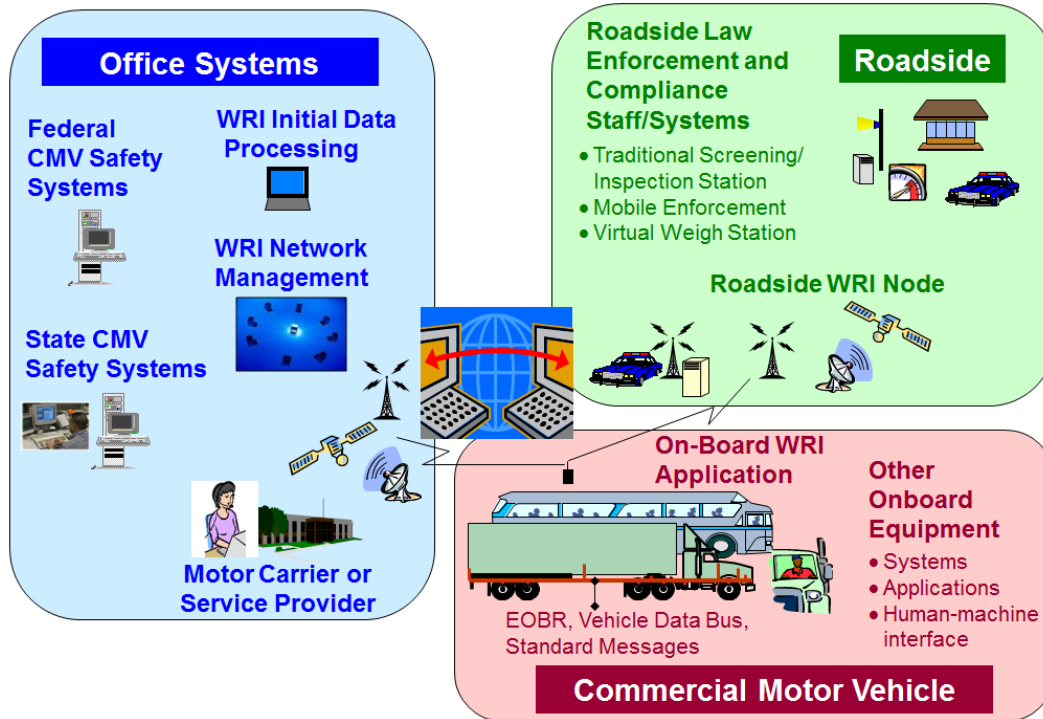 Office Systems
Federal
CMV Safety
Systems
WRI Initial Data
Processing
WRI Network
Management
State CMV
Safety Systems
Motor Carrier or
Service Provider
Roadside Law
Enforcement and
Compliance
Staff/Systems
• Traditional Screening/
Inspection Station
• Mobile Enforcement
• Virtual Weigh Station
Roadside
Roadside WRI Node
On-Board WRI
Application
Other
Onboard
Equipment
• Systems
• Applications
• Human-machine
interface
EOBR, Vehicle Data Bus,
Standard Messages
Commercial Motor Vehicle